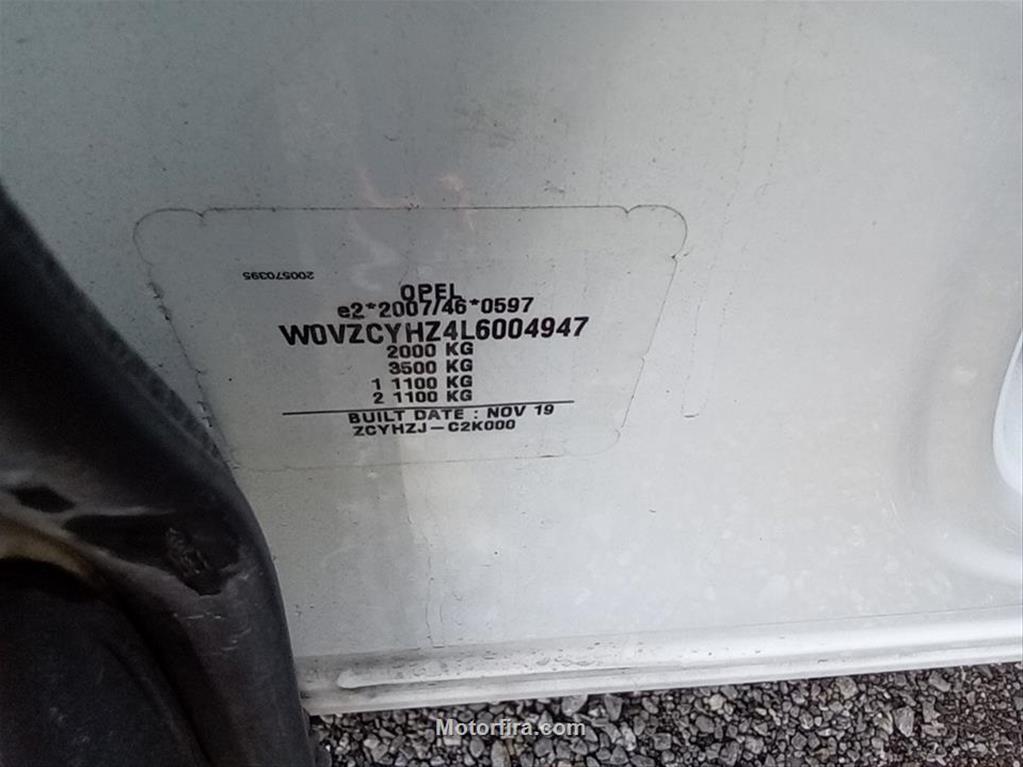 200570395
OPEL
e2*2007/46*0597
W0VZCYHZ4L6004947
2000 KG
3500 KG
1 1100 KG
2 1100 KG
BUILT DATE : NOV 19
ZCYHZJ-C2K000
Motorfira.com